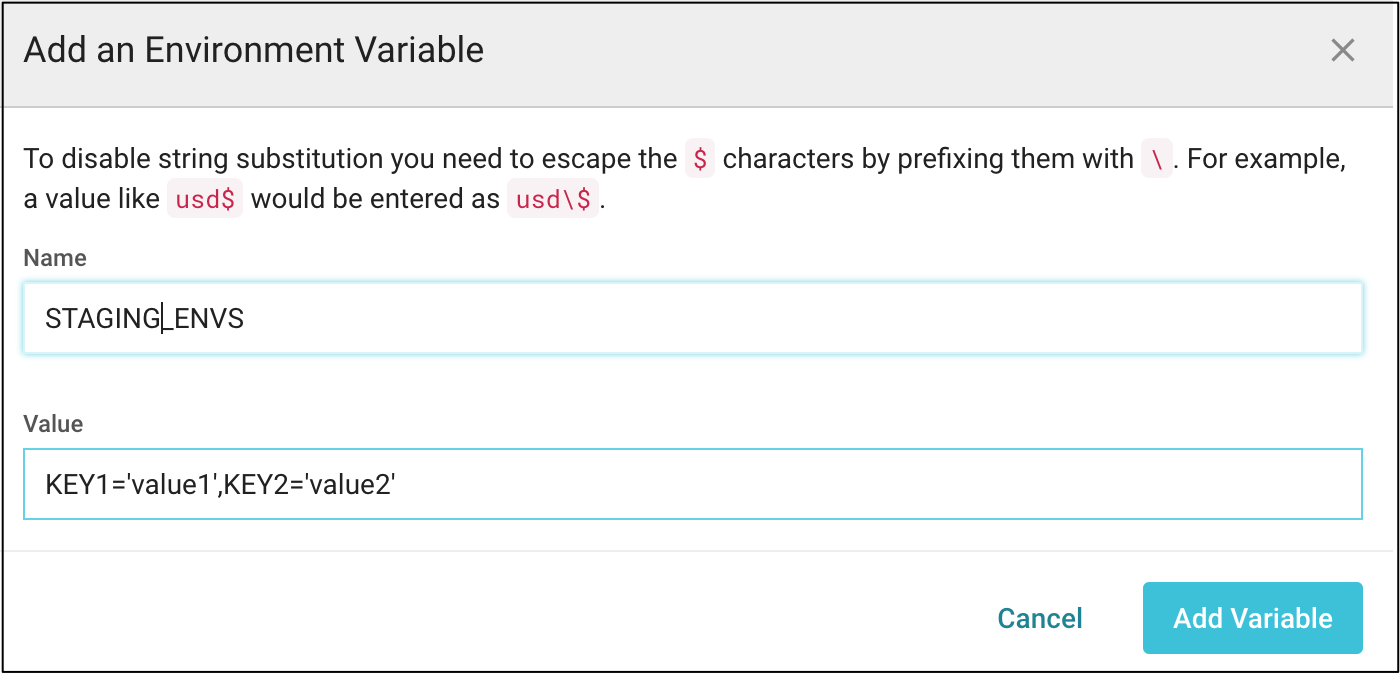 Add an Environment Variable
To disable string substitution you need to escape the $ characters by prefixing them with \. For example,
a value like usd$ would be entered as usd\$.
Name
STAGING_ENVS
Value
KEY1='value1',KEY2='value2'
Cancel
Add Variable